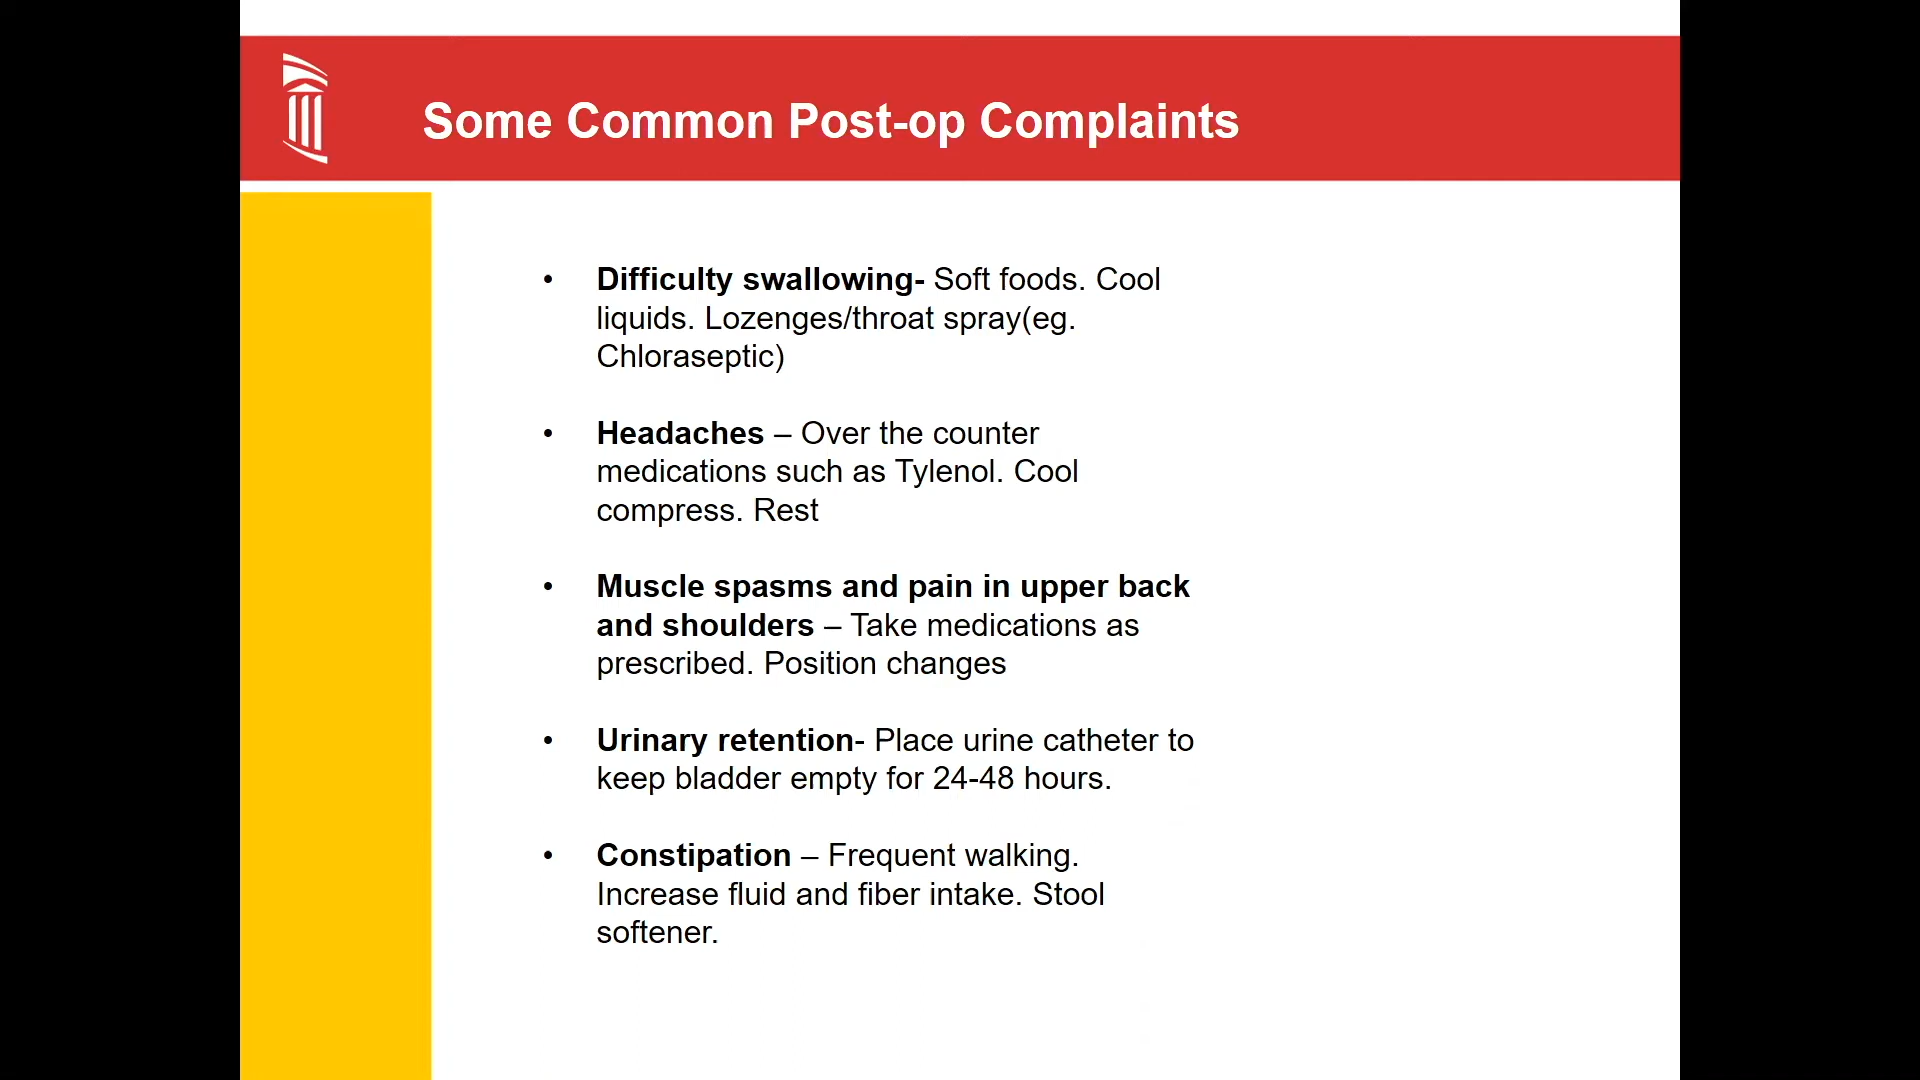 Some Common Post-op Complaints
• Difficulty swallowing- Soft foods. Cool
liquids. Lozenges/throat spray(eg.
Chloraseptic)
• Headaches – Over the counter
medications such as Tylenol. Cool
compress. Rest
• Muscle spasms and pain in upper back
and shoulders – Take medications as
prescribed. Position changes
• Urinary retention- Place urine catheter to
keep bladder empty for 24-48 hours.
• Constipation – Frequent walking.
Increase fluid and fiber intake. Stool
softener.